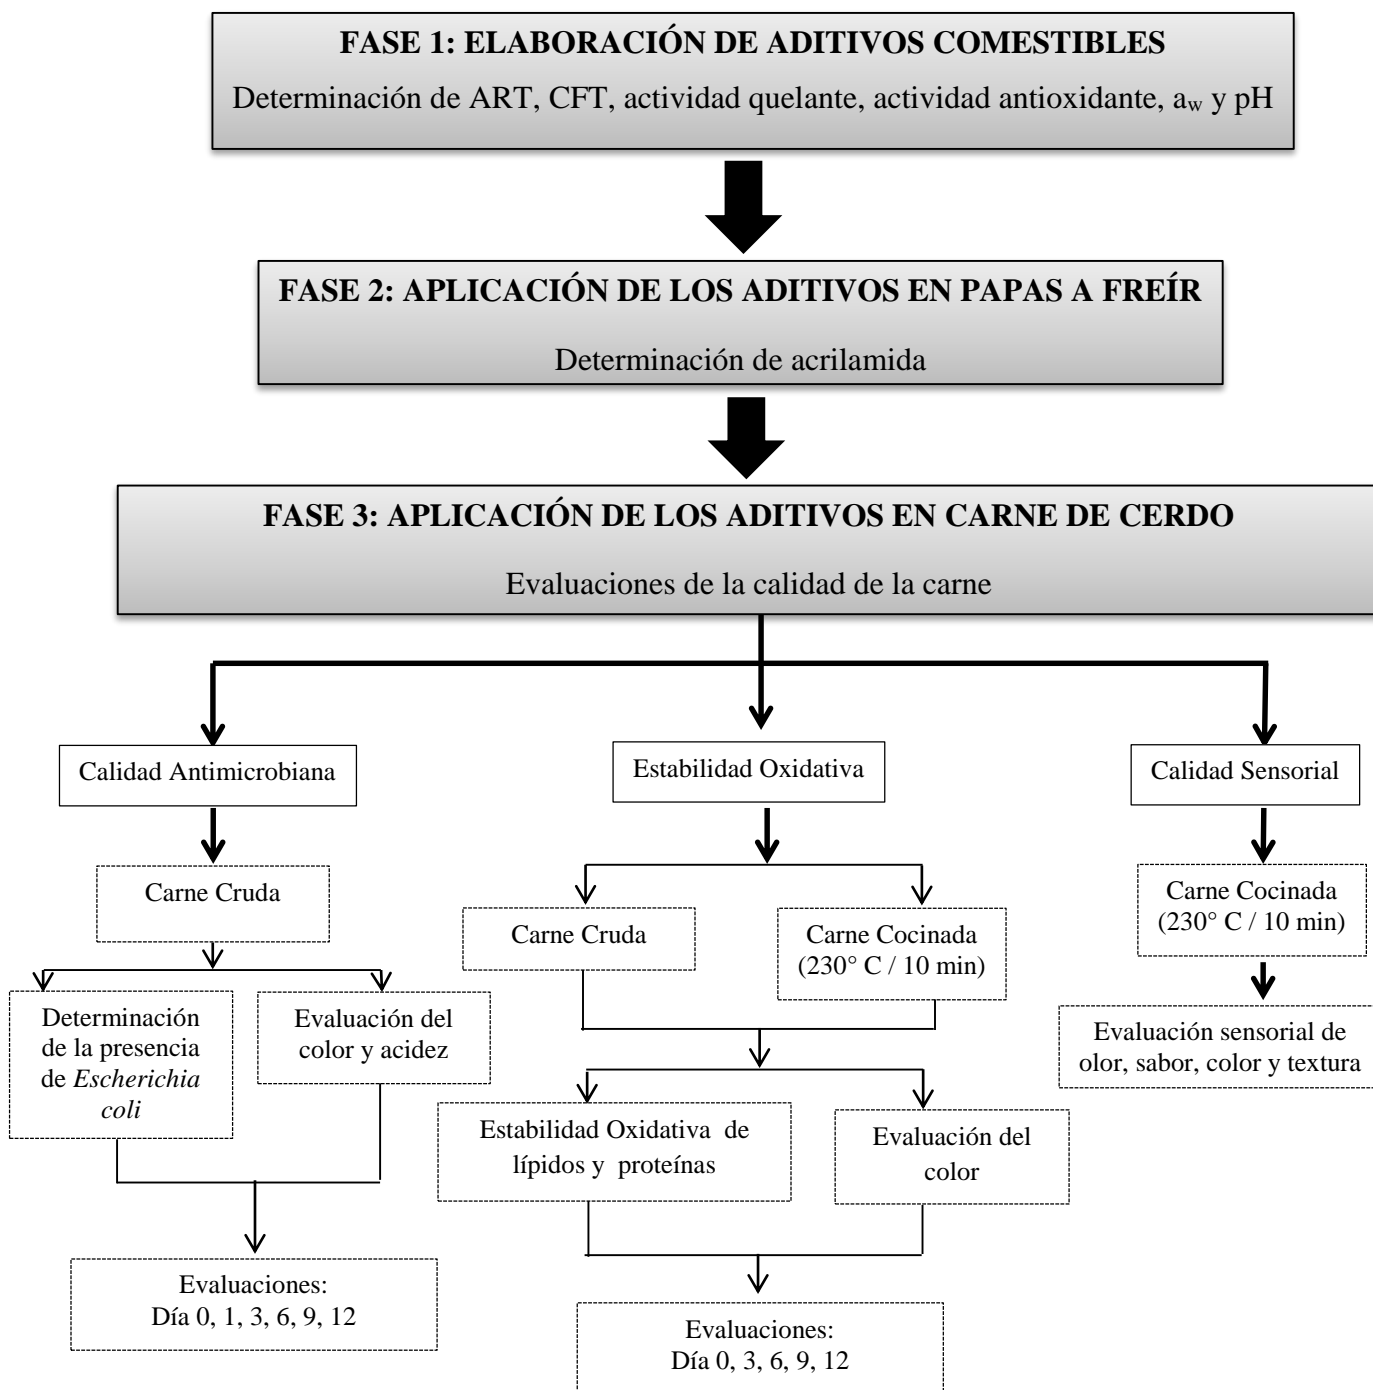 FASE 1: ELABORACIÓN DE ADITIVOS COMESTIBLES
Determinación de ART, CFT, actividad quelante, actividad antioxidante, aw y pH
FASE 2: APLICACIÓN DE LOS ADITIVOS EN PAPAS A FREÍR
Determinación de acrilamida
FASE 3: APLICACIÓN DE LOS ADITIVOS EN CARNE DE CERDO
Evaluaciones de la calidad de la carne
Calidad Antimicrobiana
Estabilidad Oxidativa
Calidad Sensorial
Carne Cruda
Carne Cruda
Carne Cocinada
(230° C / 10 min)
Carne Cocinada
(230° C / 10 min)
Determinación
de la presencia
de Escherichia
coli
Evaluación del
color y acidez
Evaluación sensorial de
olor, sabor, color y textura
Estabilidad Oxidativa de
lípidos y proteínas
Evaluación del
color
Evaluaciones:
Día 0, 1, 3, 6, 9, 12
Evaluaciones:
Día 0, 3, 6, 9, 12